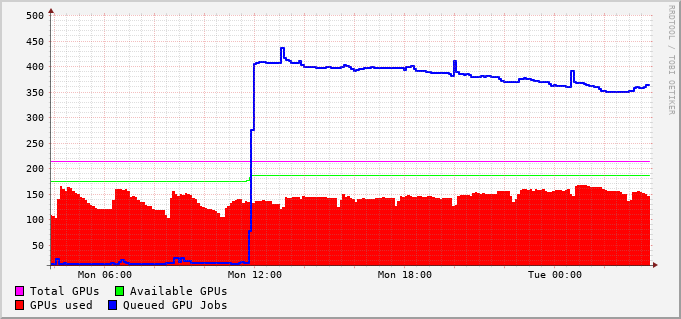 500
450
400
350
300
250
200
150
100
50
Mon 06:00 Mon 12:00 Mon 18:00 Tue 00:00
Total GPUs Available GPUs
GPUs used Queued GPU Jobs
RRDTOOL / TOBI OETIKER